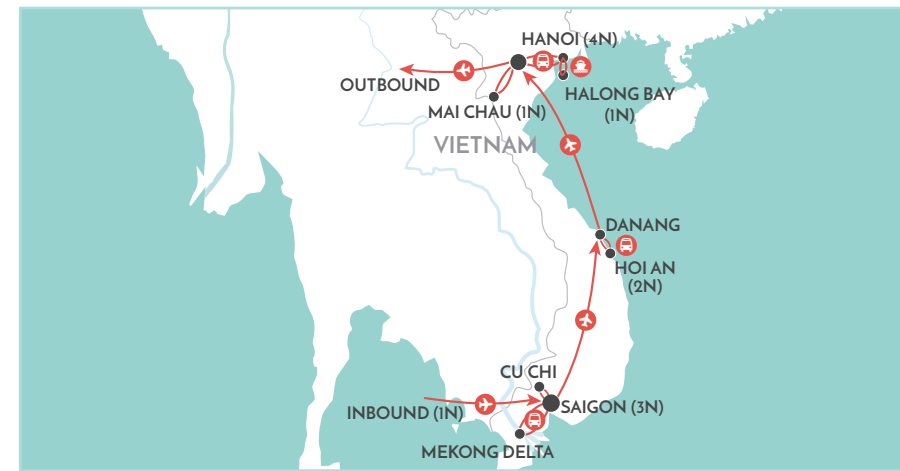 HANOI (4N)
OUTBOUND
HALONG BAY
(1N)
MAI CHAU (1N)
VIETNAM
DANANG
HOI AN
(2N)
CU CHI
INBOUND (1N)
SAIGON (3N)
MEKONG DELTA